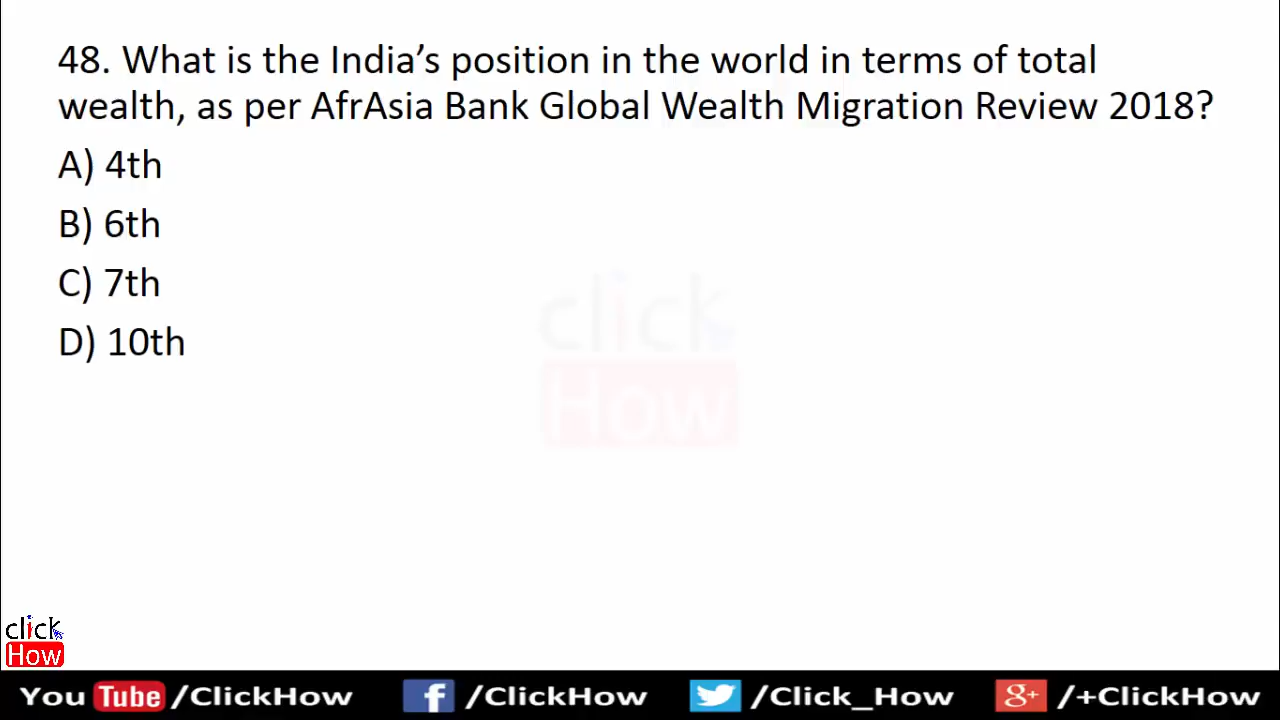 48. What is the India’s position in the world in terms of total
wealth, as per AfrAsia Bank Global Wealth Migration Review 2018?
A) 4th
B) 6th
C) 7th
D) 10th
click
How
click
How
You Tube /ClickHow f /ClickHow /Click_How g+ /+ClickHow